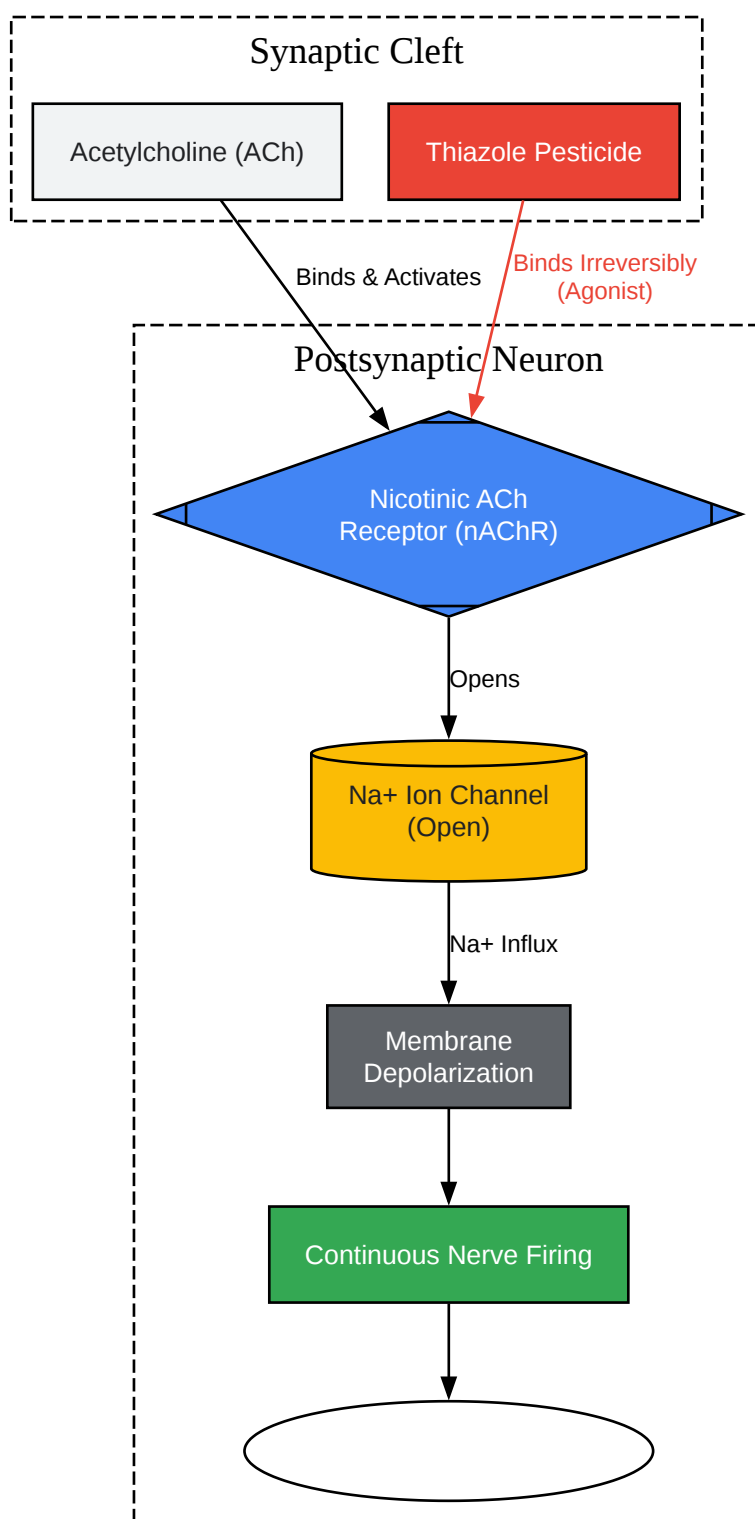 Synaptic Cleft
Acetylcholine (ACh)
Thiazole Pesticide
Binds & Activates
Binds Irreversibly
(Agonist)
Postsynaptic Neuron
Nicotinic ACh
Receptor (nAChR)
Opens
Na+ Ion Channel
(Open)
Na+ Influx
Membrane
Depolarization
Continuous Nerve Firing